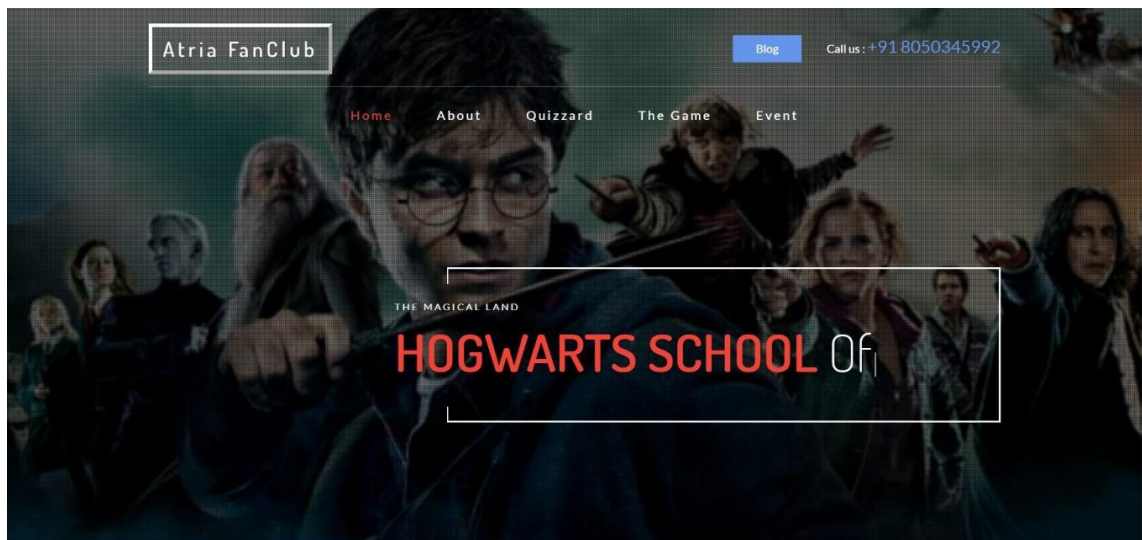 Atria FanClub
Blog
Call us : +91 8050345992
Home About Quizzard The Game Event
THE MAGICAL LAND
HOGWARTS SCHOOL Of